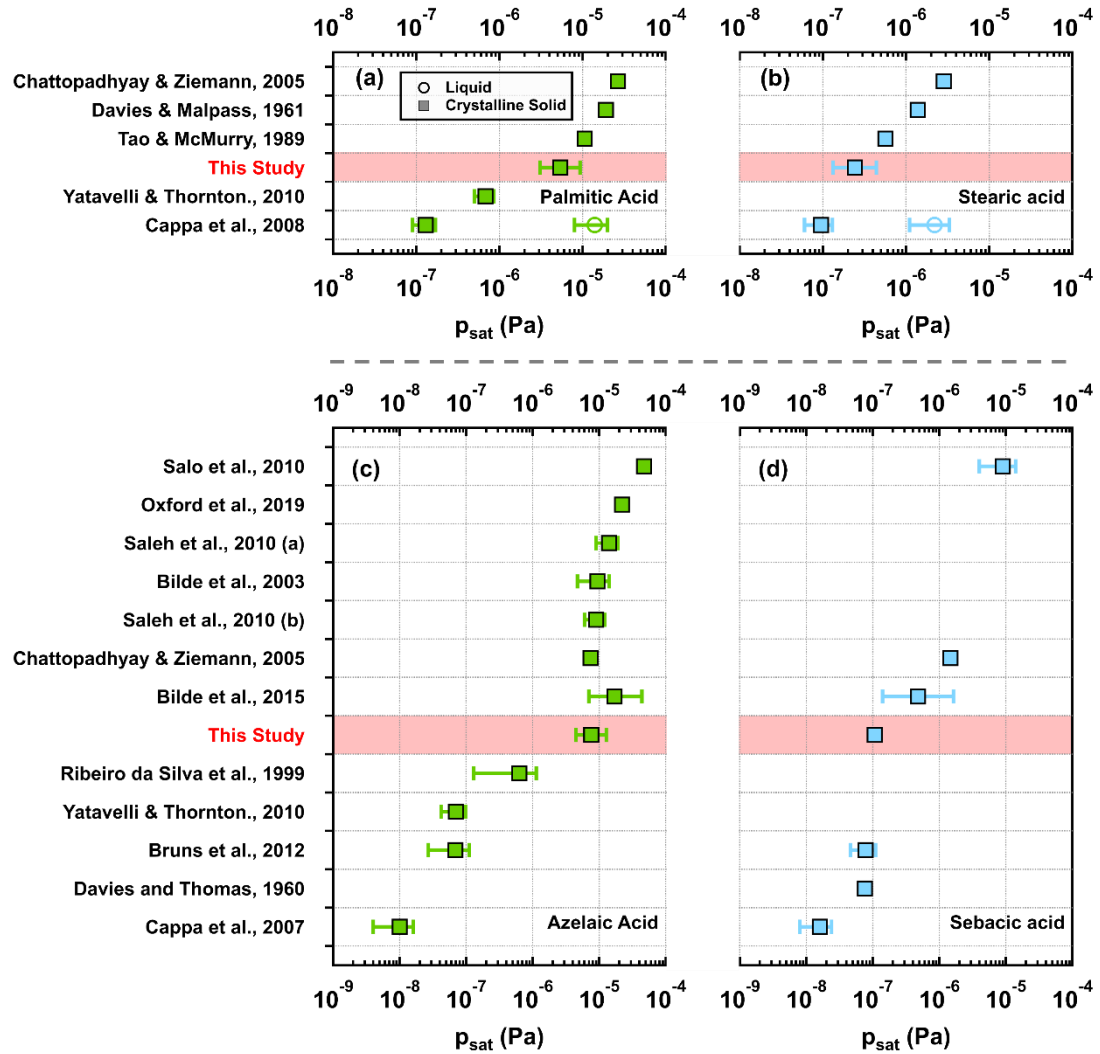 10⁻⁸ 10⁻⁷ 10⁻⁶ 10⁻⁵ 10⁻⁴
10⁻⁸ 10⁻⁷ 10⁻⁶ 10⁻⁵ 10⁻⁴
(a)
Liquid
Crystalline Solid
(b)
Chattopadhyay & Ziemann, 2005
Davies & Malpass, 1961
Tao & McMurry, 1989
This Study
Yatavelli & Thornton., 2010
Cappa et al., 2008
Palmitic Acid
Stearic acid
10⁻⁸ 10⁻⁷ 10⁻⁶ 10⁻⁵ 10⁻⁴
10⁻⁸ 10⁻⁷ 10⁻⁶ 10⁻⁵ 10⁻⁴
p_sat (Pa)
p_sat (Pa)
10⁻⁹ 10⁻⁸ 10⁻⁷ 10⁻⁶ 10⁻⁵ 10⁻⁴
10⁻⁹ 10⁻⁸ 10⁻⁷ 10⁻⁶ 10⁻⁵ 10⁻⁴
(c)
(d)
Salo et al., 2010
Oxford et al., 2019
Saleh et al., 2010 (a)
Bilde et al., 2003
Saleh et al., 2010 (b)
Chattopadhyay & Ziemann, 2005
Bilde et al., 2015
This Study
Ribeiro da Silva et al., 1999
Yatavelli & Thornton., 2010
Bruns et al., 2012
Davies and Thomas, 1960
Cappa et al., 2007
Azelaic Acid
Sebacic acid
10⁻⁹ 10⁻⁸ 10⁻⁷ 10⁻⁶ 10⁻⁵ 10⁻⁴
10⁻⁹ 10⁻⁸ 10⁻⁷ 10⁻⁶ 10⁻⁵ 10⁻⁴
p_sat (Pa)
p_sat (Pa)